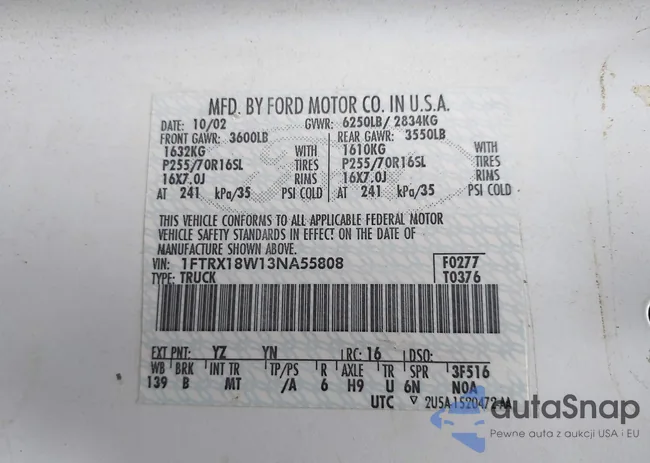 MFD. BY FORD MOTOR CO. IN U.S.A.
DATE: 10/02 GVWR: 6250LB/ 2834KG
FRONT GAWR: 3600LB REAR GAWR: 3550LB
1632KG WITH 1610KG WITH
P255/70R16SL TIRES P255/70R16SL TIRES
16X7.0J RIMS 16X7.0J RIMS
AT 241 kPa/35 PSI COLD AT 241 kPa/35 PSI COLD
THIS VEHICLE CONFORMS TO ALL APPLICABLE FEDERAL MOTOR
VEHICLE SAFETY STANDARDS IN EFFECT ON THE DATE OF
MANUFACTURE SHOWN ABOVE.
VIN: 1FTRX18W13NA55808 F0277
TYPE: TRUCK T0376
EXT PNT: YZ YN RC: 16 DSO:
WB BRK INT TR TP/PS R AXLE TR SPR 3F516
139 B MT /A 6 H9 U 6N N0A
UTC ▽ 2U5A-1520472-AA
autoSnap
Pewne auta z aukcji USA i EU